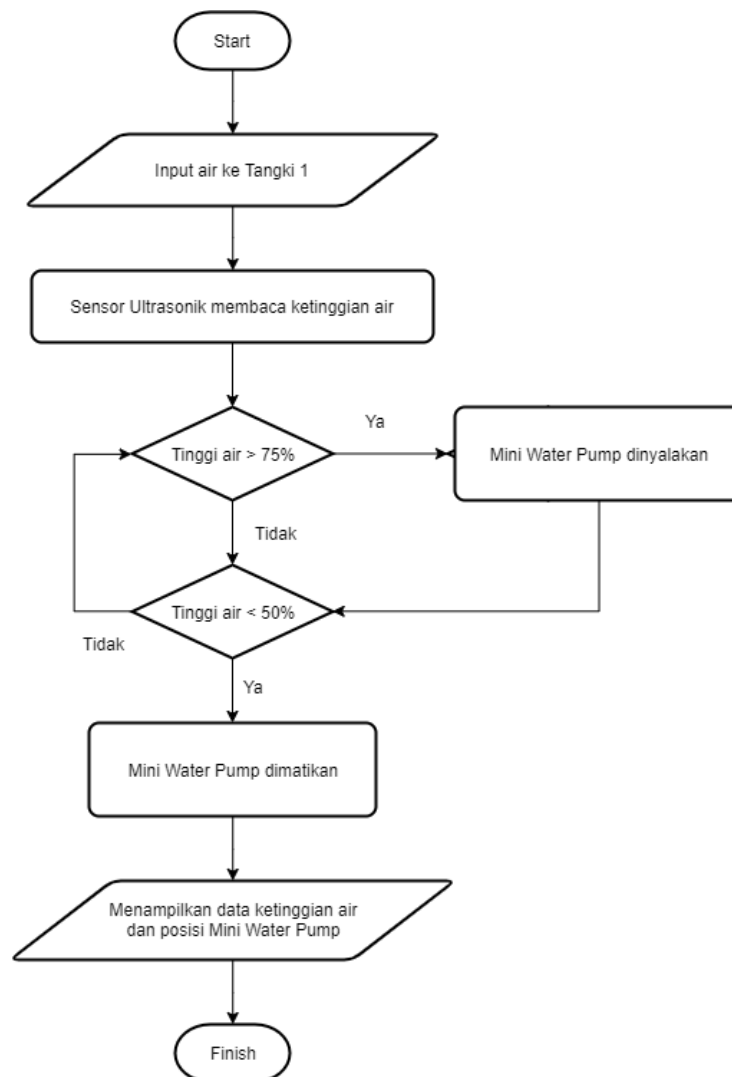 Start
Input air ke Tangki 1
Sensor Ultrasonik membaca ketinggian air
Tinggi air > 75%
Ya
Mini Water Pump dinyalakan
Tidak
Tinggi air < 50%
Tidak
Ya
Mini Water Pump dimatikan
Menampilkan data ketinggian air
dan posisi Mini Water Pump
Finish